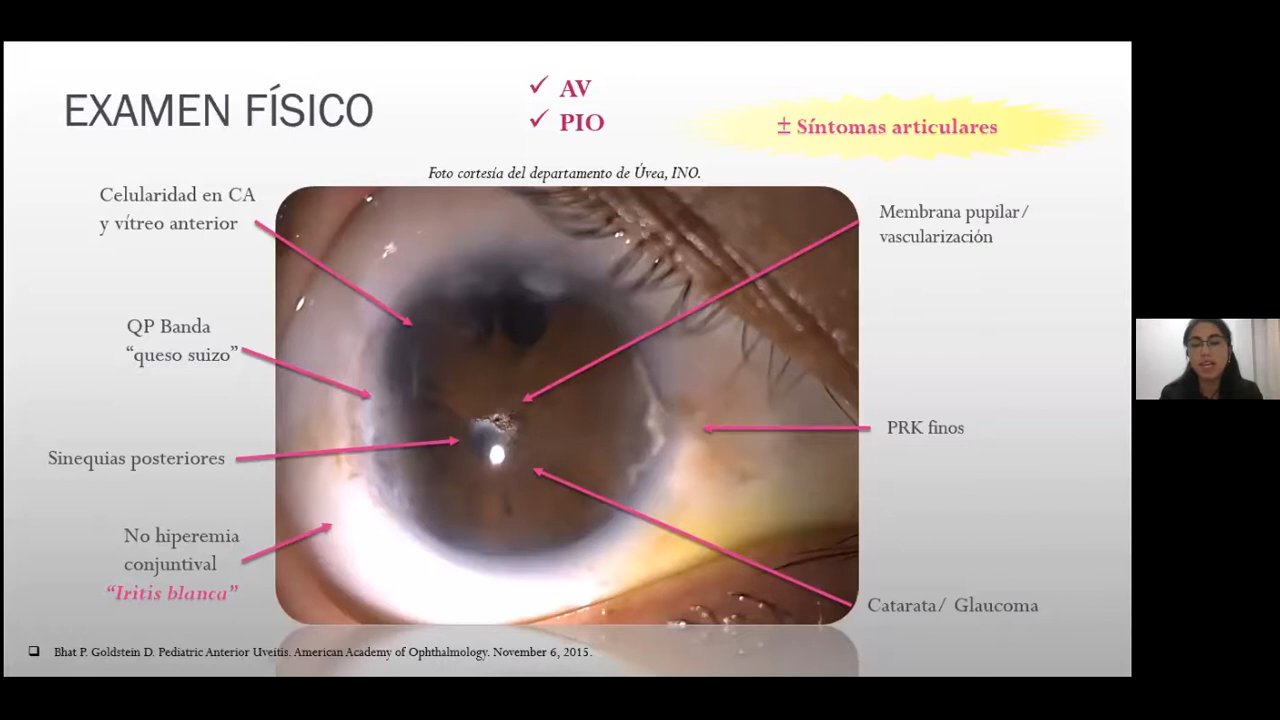 EXAMEN FÍSICO
✓ AV
✓ PIO
± Síntomas articulares
Foto cortesía del departamento de Úvea, INO.
Celularidad en CA
y vítreo anterior
QP Banda
“queso suizo”
Sinequias posteriores
No hiperemia
conjuntival
“Iritis blanca”
Membrana pupilar/
vascularización
PRK finos
Catarata/ Glaucoma
Bhat P. Goldstein D. Pediatric Anterior Uveitis. American Academy of Ophthalmology. November 6, 2015.